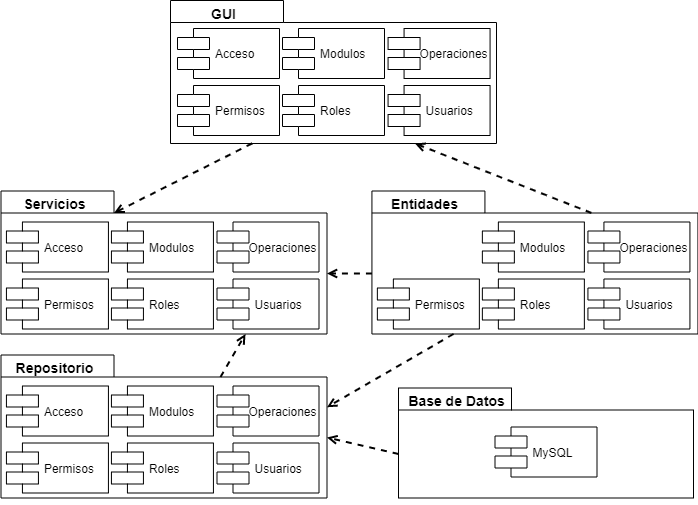 GUI
Acceso Modulos Operaciones
Permisos Roles Usuarios
Servicios
Acceso Modulos Operaciones
Permisos Roles Usuarios
Entidades
Modulos Operaciones
Permisos Roles Usuarios
Repositorio
Acceso Modulos Operaciones
Permisos Roles Usuarios
Base de Datos
MySQL